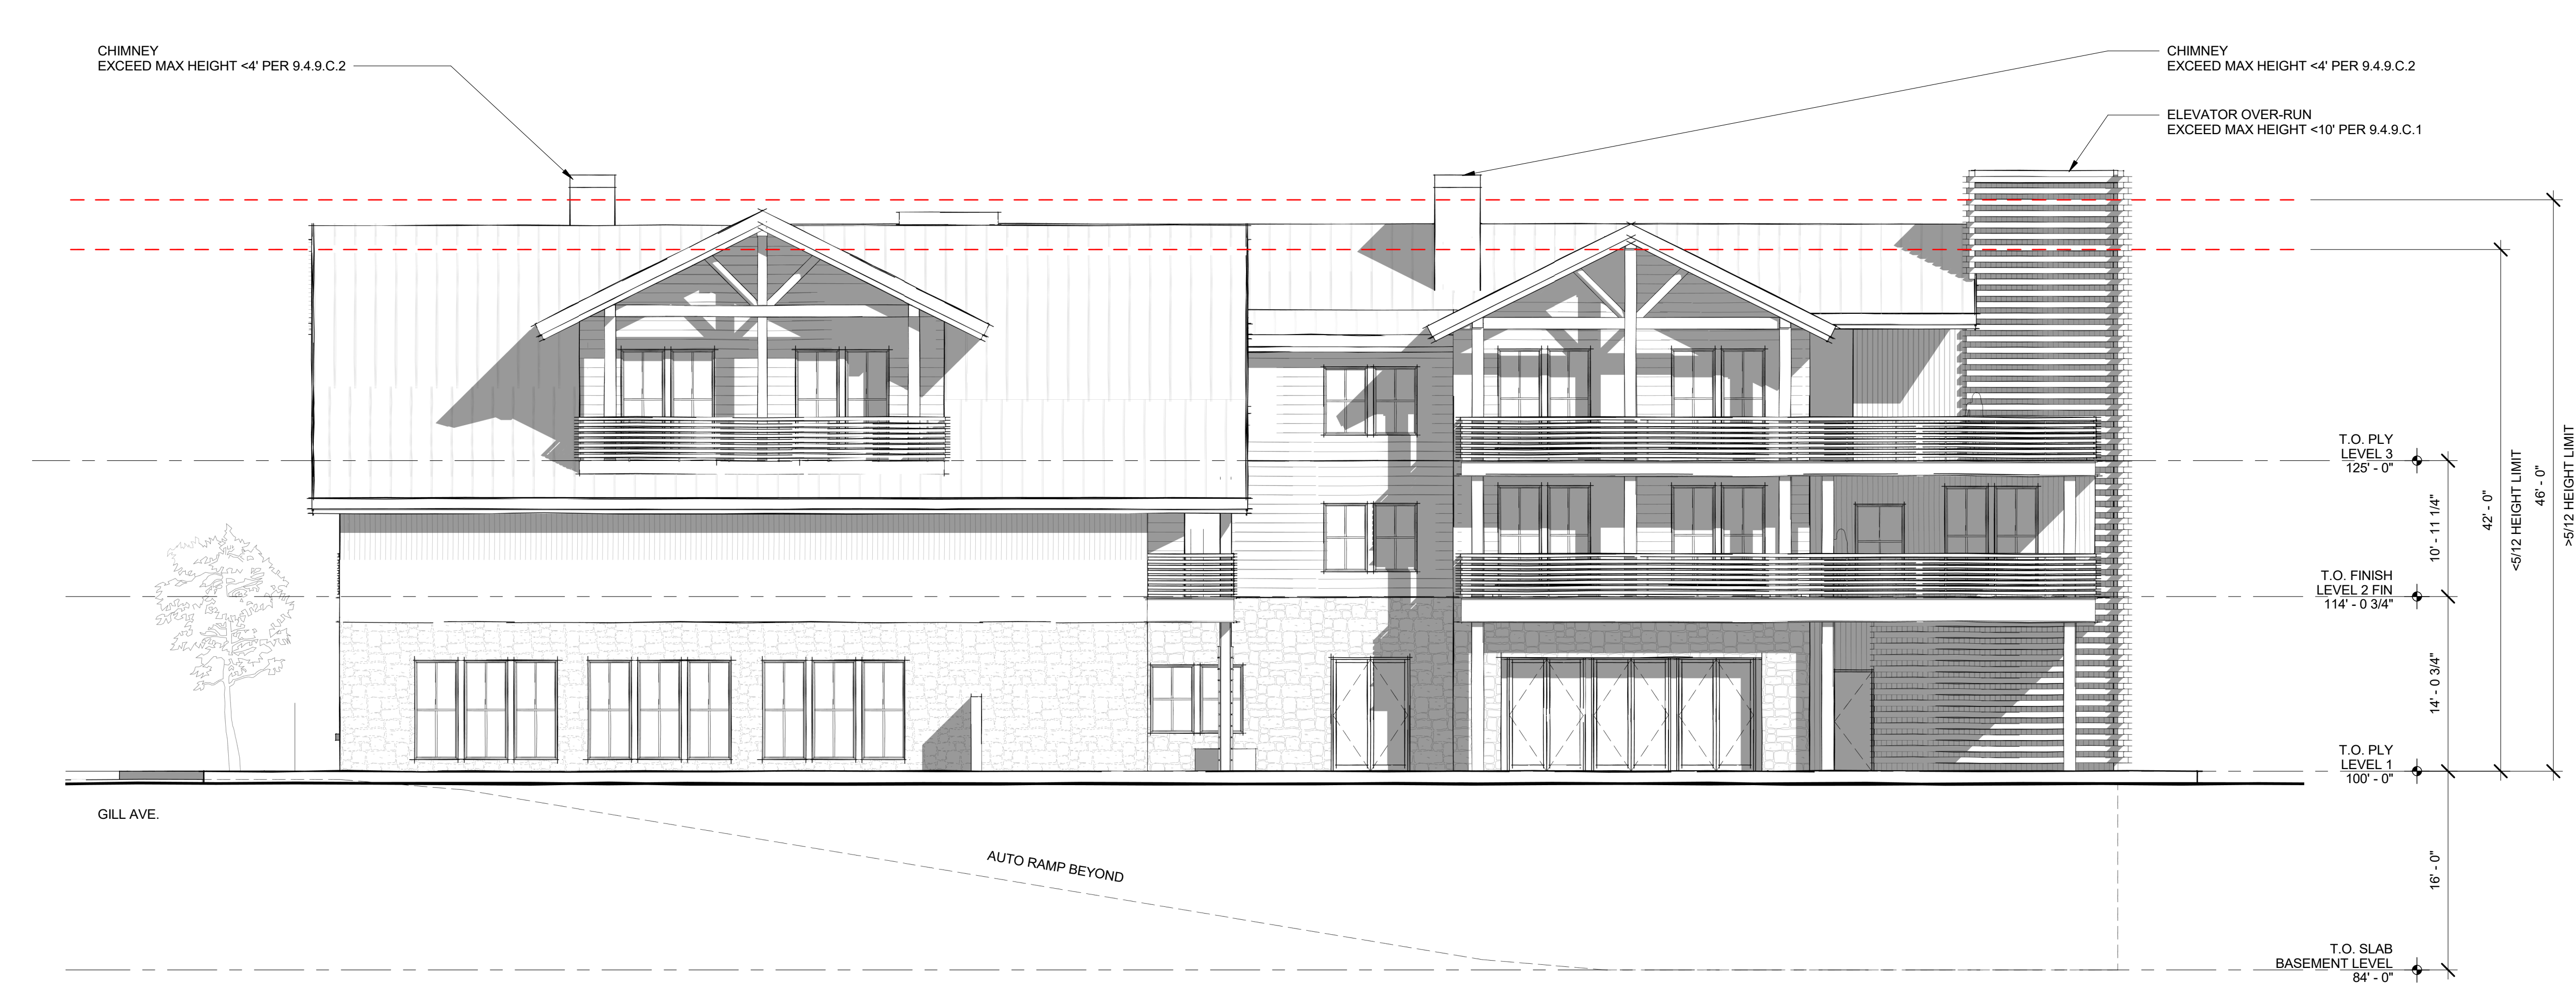 CHIMNEY
EXCEED MAX HEIGHT <4' PER 9.4.9.C.2
CHIMNEY
EXCEED MAX HEIGHT <4' PER 9.4.9.C.2
ELEVATOR OVER-RUN
EXCEED MAX HEIGHT <10' PER 9.4.9.C.1
T.O. PLY
LEVEL 3
125' - 0"
10' - 11 1/4"
42' - 0"
<5/12 HEIGHT LIMIT
46' - 0"
>5/12 HEIGHT LIMIT
T.O. FINISH
LEVEL 2 FIN
114' - 0 3/4"
14' - 0 3/4"
T.O. PLY
LEVEL 1
100' - 0"
GILL AVE.
AUTO RAMP BEYOND
16' - 0"
T.O. SLAB
BASEMENT LEVEL
84' - 0"